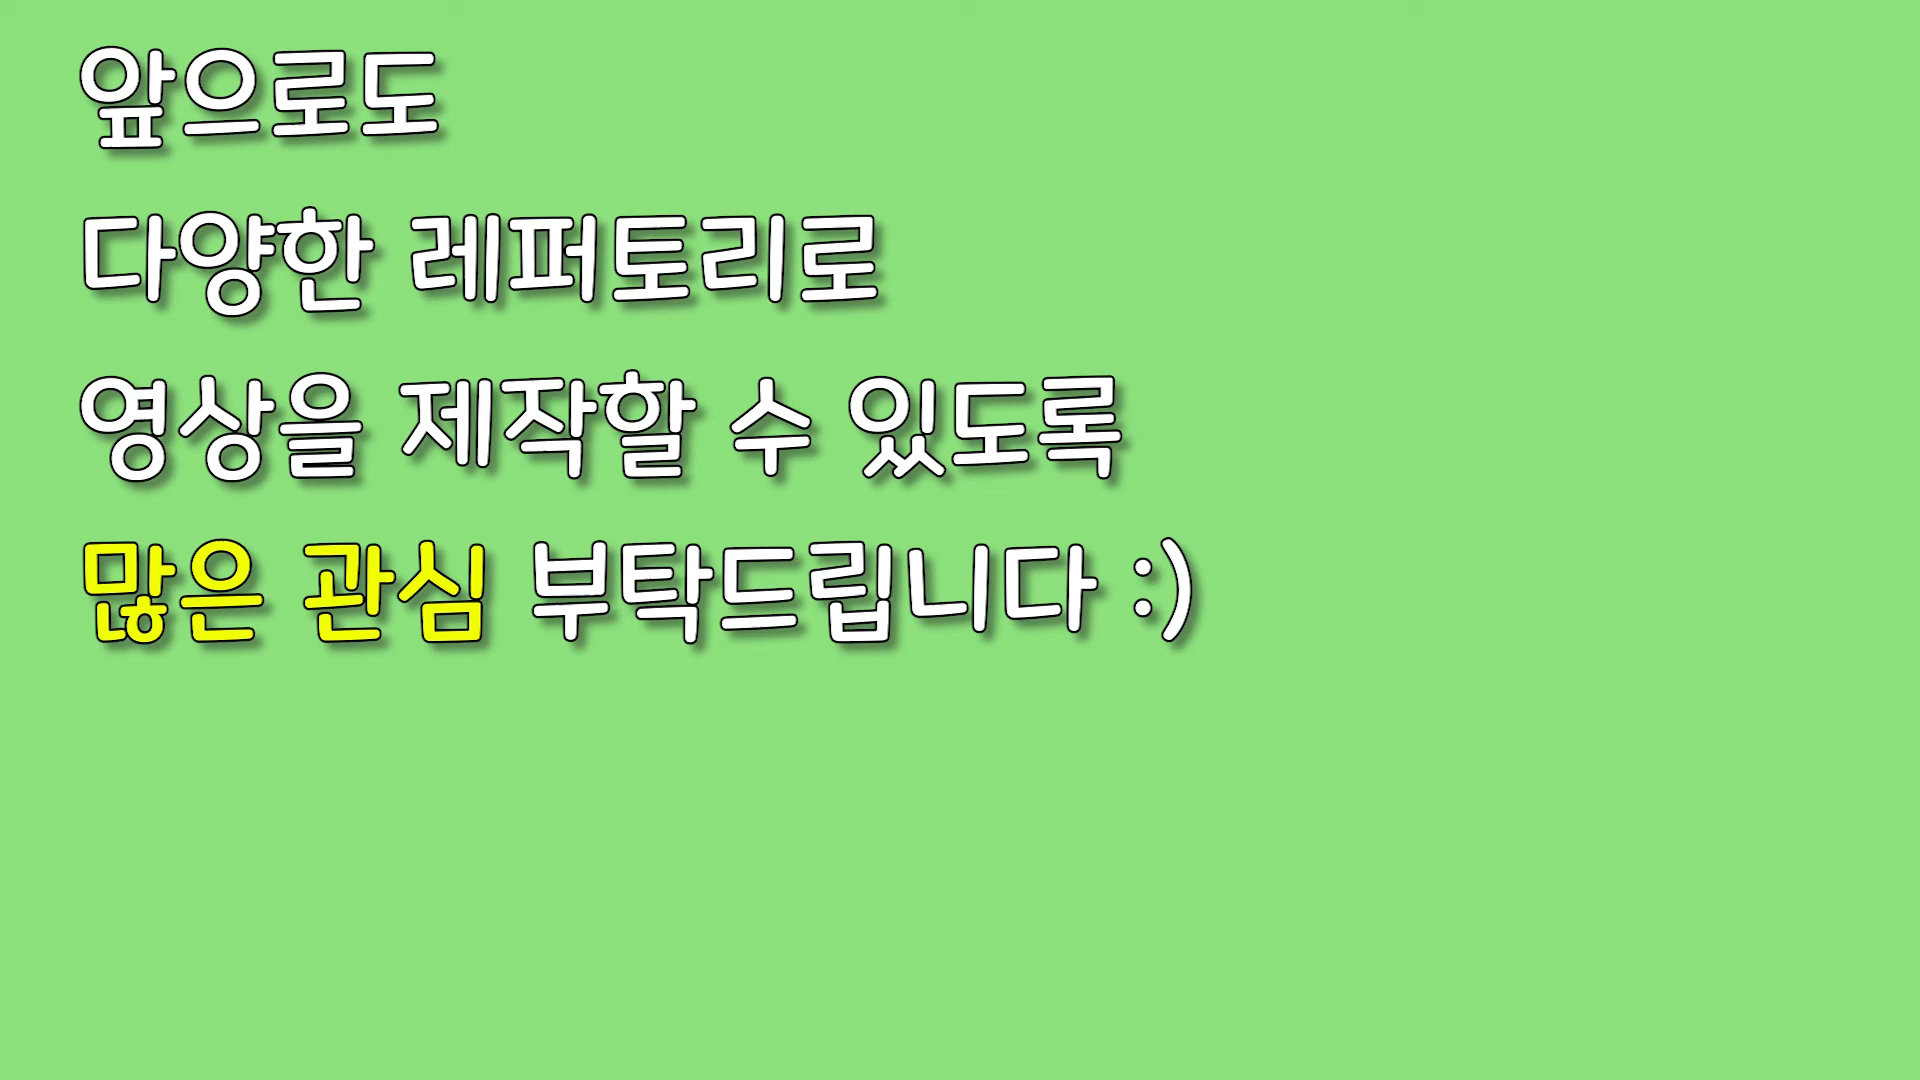 앞으로도
다양한 레퍼토리로
영상을 제작할 수 있도록
많은 관심 부탁드립니다 :)